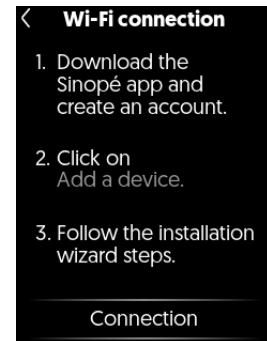 Wi-Fi connection
1. Download the
Sinopé app and
create an account.
2. Click on
Add a device.
3. Follow the installation
wizard steps.
Connection